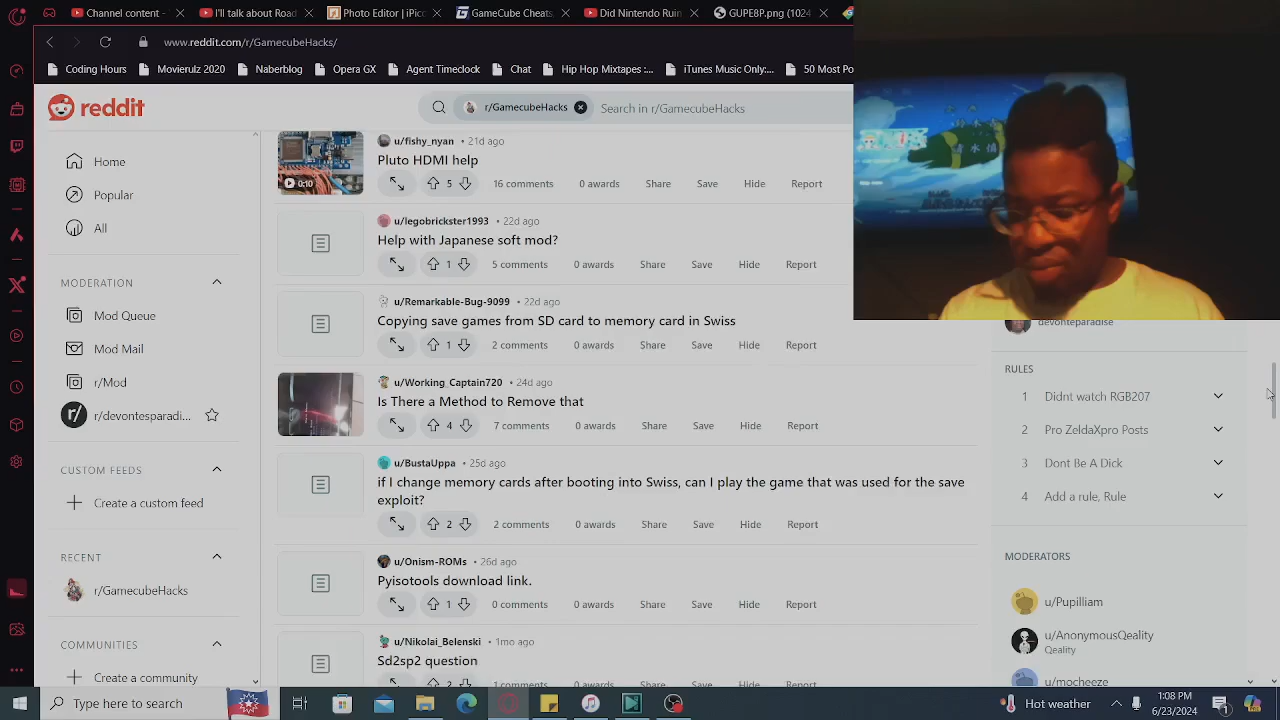 Coding Content -
I'll talk about Road
Photo Editor | iPicc
GameCube Cheats,
Did Nintendo Ruin
GUPE8P.png (1024
www.reddit.com/r/GamecubeHacks/
Coding Hours
Movierulz 2020
Naberblog
Opera GX
Agent Timeclock
Chat
Hip Hop Mixtapes :...
iTunes Music Only:...
50 Most Po
reddit
r/GamecubeHacks
Search in r/GamecubeHacks
Home
Popular
All
MODERATION
Mod Queue
Mod Mail
r/Mod
r/devontesparadi...
CUSTOM FEEDS
Create a custom feed
RECENT
r/GamecubeHacks
COMMUNITIES
Create a community
0:10
u/fishy_nyan • 21d ago
Pluto HDMI help
5 16 comments 0 awards Share Save Hide Report
u/legobrickster1993 • 22d ago
Help with Japanese soft mod?
1 5 comments 0 awards Share Save Hide Report
u/Remarkable-Bug-9099 • 22d ago
Copying save games from SD card to memory card in Swiss
1 2 comments 0 awards Share Save Hide Report
u/Working_Captain720 • 24d ago
Is There a Method to Remove that
4 7 comments 0 awards Share Save Hide Report
u/BustaUppa • 25d ago
if I change memory cards after booting into Swiss, can I play the game that was used for the save
exploit?
2 2 comments 0 awards Share Save Hide Report
u/Onism-ROMs • 26d ago
Pyisotools download link.
1 0 comments 0 awards Share Save Hide Report
u/Nikolai_Belenski • 1mo ago
Sd2sp2 question
devonteparadise
RULES
1 Didnt watch RGB207
2 Pro ZeldaXpro Posts
3 Dont Be A Dick
4 Add a rule, Rule
MODERATORS
u/Pupilliam
u/AnonymousQeality
Qeality
u/mocheeze
Type here to search
Hot weather
1:08 PM
6/23/2024